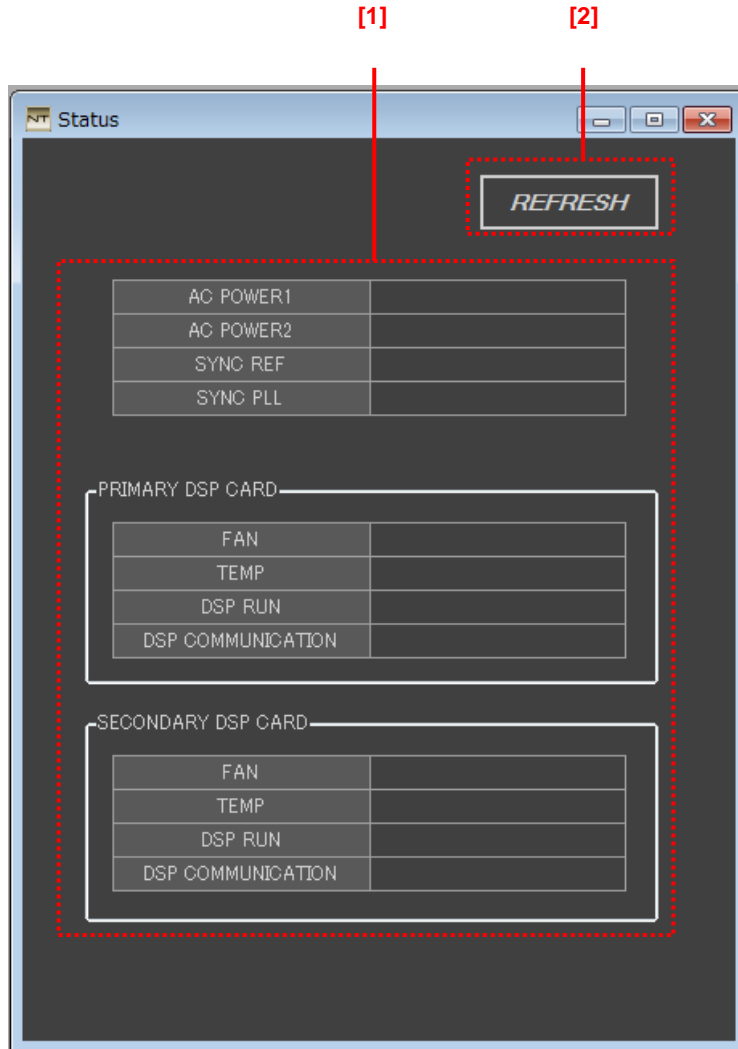 [1] [2]
NT Status
REFRESH
AC POWER1
AC POWER2
SYNC REF
SYNC PLL
PRIMARY DSP CARD
FAN
TEMP
DSP RUN
DSP COMMUNICATION
SECONDARY DSP CARD
FAN
TEMP
DSP RUN
DSP COMMUNICATION